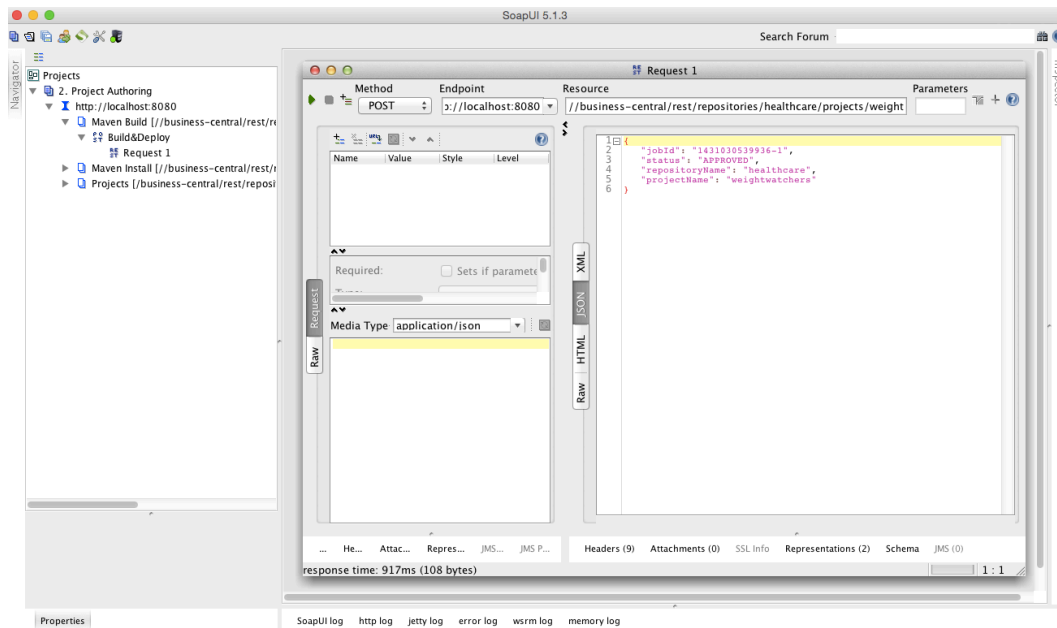 SoapUI 5.1.3
Search Forum
Navigator
Projects
2. Project Authoring
http://localhost:8080
Maven Build [//business-central/rest/re
Build&Deploy
Request 1
Maven Install [//business-central/rest/r
Projects [/business-central/rest/reposi
Request 1
Method Endpoint Resource Parameters
POST ://localhost:8080 //business-central/rest/repositories/healthcare/projects/weight
Name Value Style Level
Required: Sets if paramete
Media Type application/json
Request
Raw
XML
JSON
HTML
Raw
1 {
2 "jobId": "1431030539936-1",
3 "status": "APPROVED",
4 "repositoryName": "healthcare",
5 "projectName": "weightwatchers"
6 }
... He... Attac... Repres... JMS... JMS P...
Headers (9) Attachments (0) SSL Info Representations (2) Schema JMS (0)
response time: 917ms (108 bytes)
1 : 1
Properties
SoapUI log http log jetty log error log wsrm log memory log